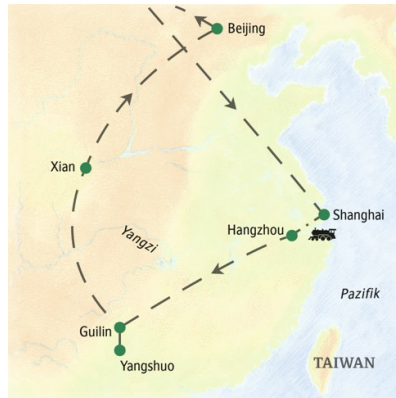 Beijing
Xian
Shanghai
Hangzhou
Yangzi
Pazifik
Guilin
Yangshuo
TAIWAN